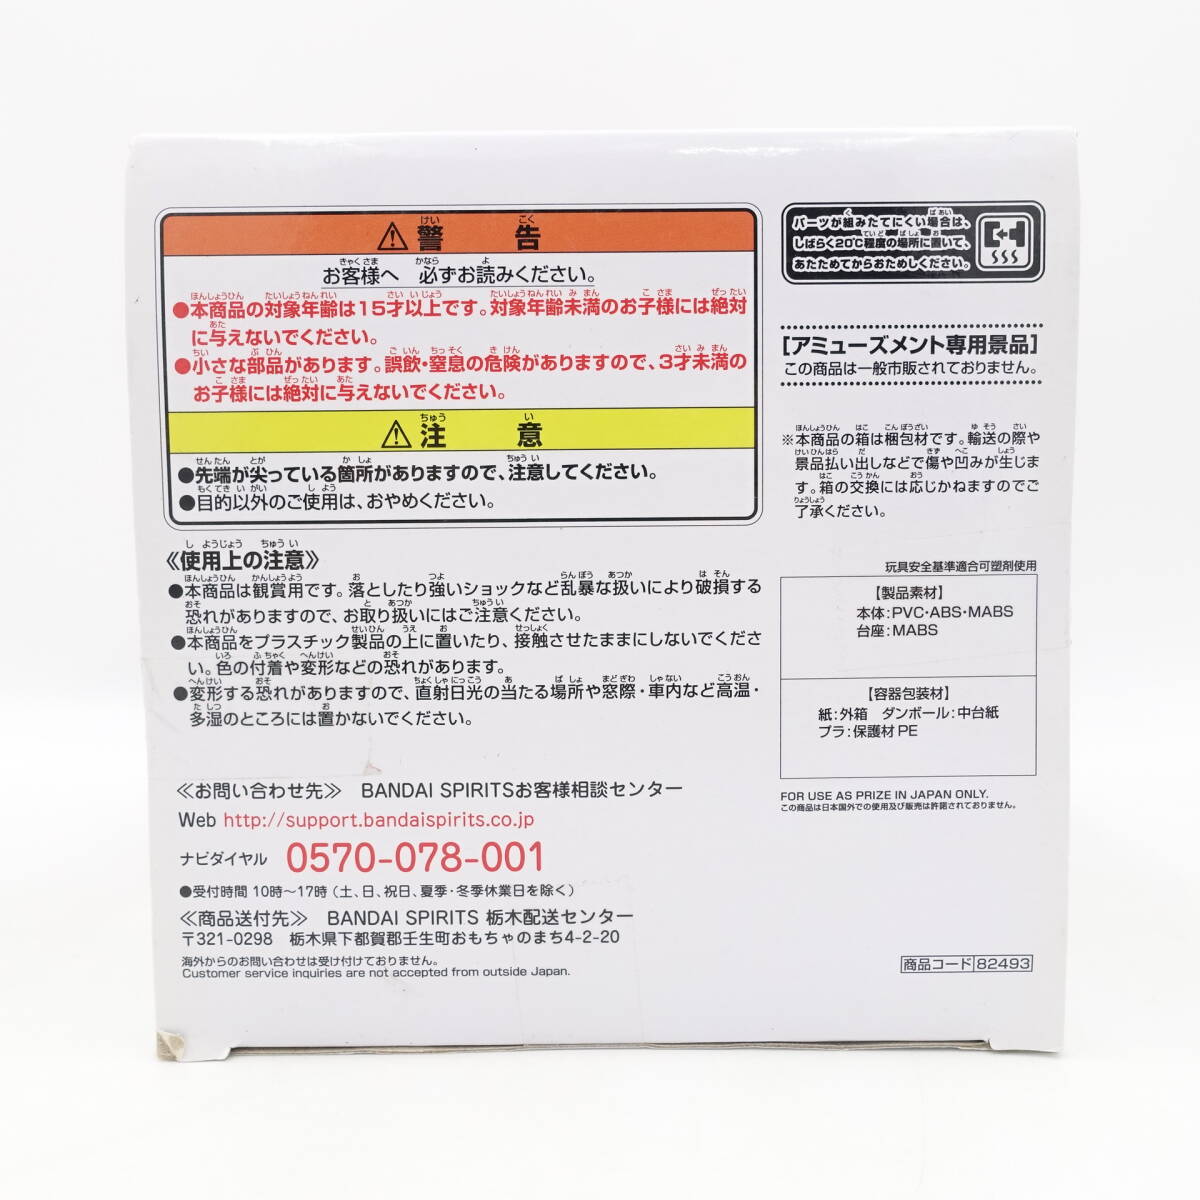 ⚠警告
お客様へ 必ずお読みください。
●本商品の対象年齢は15才以上です。対象年齢未満のお子様には絶対
に与えないでください。
●小さな部品があります。誤飲・窒息の危険がありますので、3才未満の
お子様には絶対に与えないでください。
⚠注意
●先端が尖っている箇所がありますので、注意してください。
●目的以外のご使用は、おやめください。
《使用上の注意》
●本商品は観賞用です。落としたり強いショックなど乱暴な扱いにより破損する
恐れがありますので、お取り扱いにはご注意ください。
●本商品をプラスチック製品の上に置いたり、接触させたままにしないでくださ
い。色の付着や変形などの恐れがあります。
●変形する恐れがありますので、直射日光の当たる場所や窓際・車内など高温・
多湿のところには置かないでください。
≪お問い合わせ先≫ BANDAI SPIRITSお客様相談センター
Web http://support.bandaispirits.co.jp
ナビダイヤル 0570-078-001
●受付時間 10時～17時（土、日、祝日、夏季・冬季休業日を除く）
≪商品送付先≫ BANDAI SPIRITS 栃木配送センター
〒321-0298 栃木県下都賀郡壬生町おもちゃのまち4-2-20
海外からのお問い合わせは受け付けておりません。
Customer service inquiries are not accepted from outside Japan.
パーツが組みたてにくい場合は、
しばらく20℃程度の場所に置いて、
あたためてからおためしください。
[アミューズメント専用景品]
この商品は一般市販されておりません。
※本商品の箱は梱包材です。輸送の際や
景品払い出しなどで傷や凹みが生じま
す。箱の交換には応じかねますのでご
了承ください。
玩具安全基準適合可塑剤使用
【製品素材】
本体：PVC・ABS・MABS
台座：MABS
【容器包装材】
紙：外箱 ダンボール：中台紙
プラ：保護材PE
FOR USE AS PRIZE IN JAPAN ONLY.
この商品は日本国外での使用及び販売は許諾されておりません。
商品コード 82493